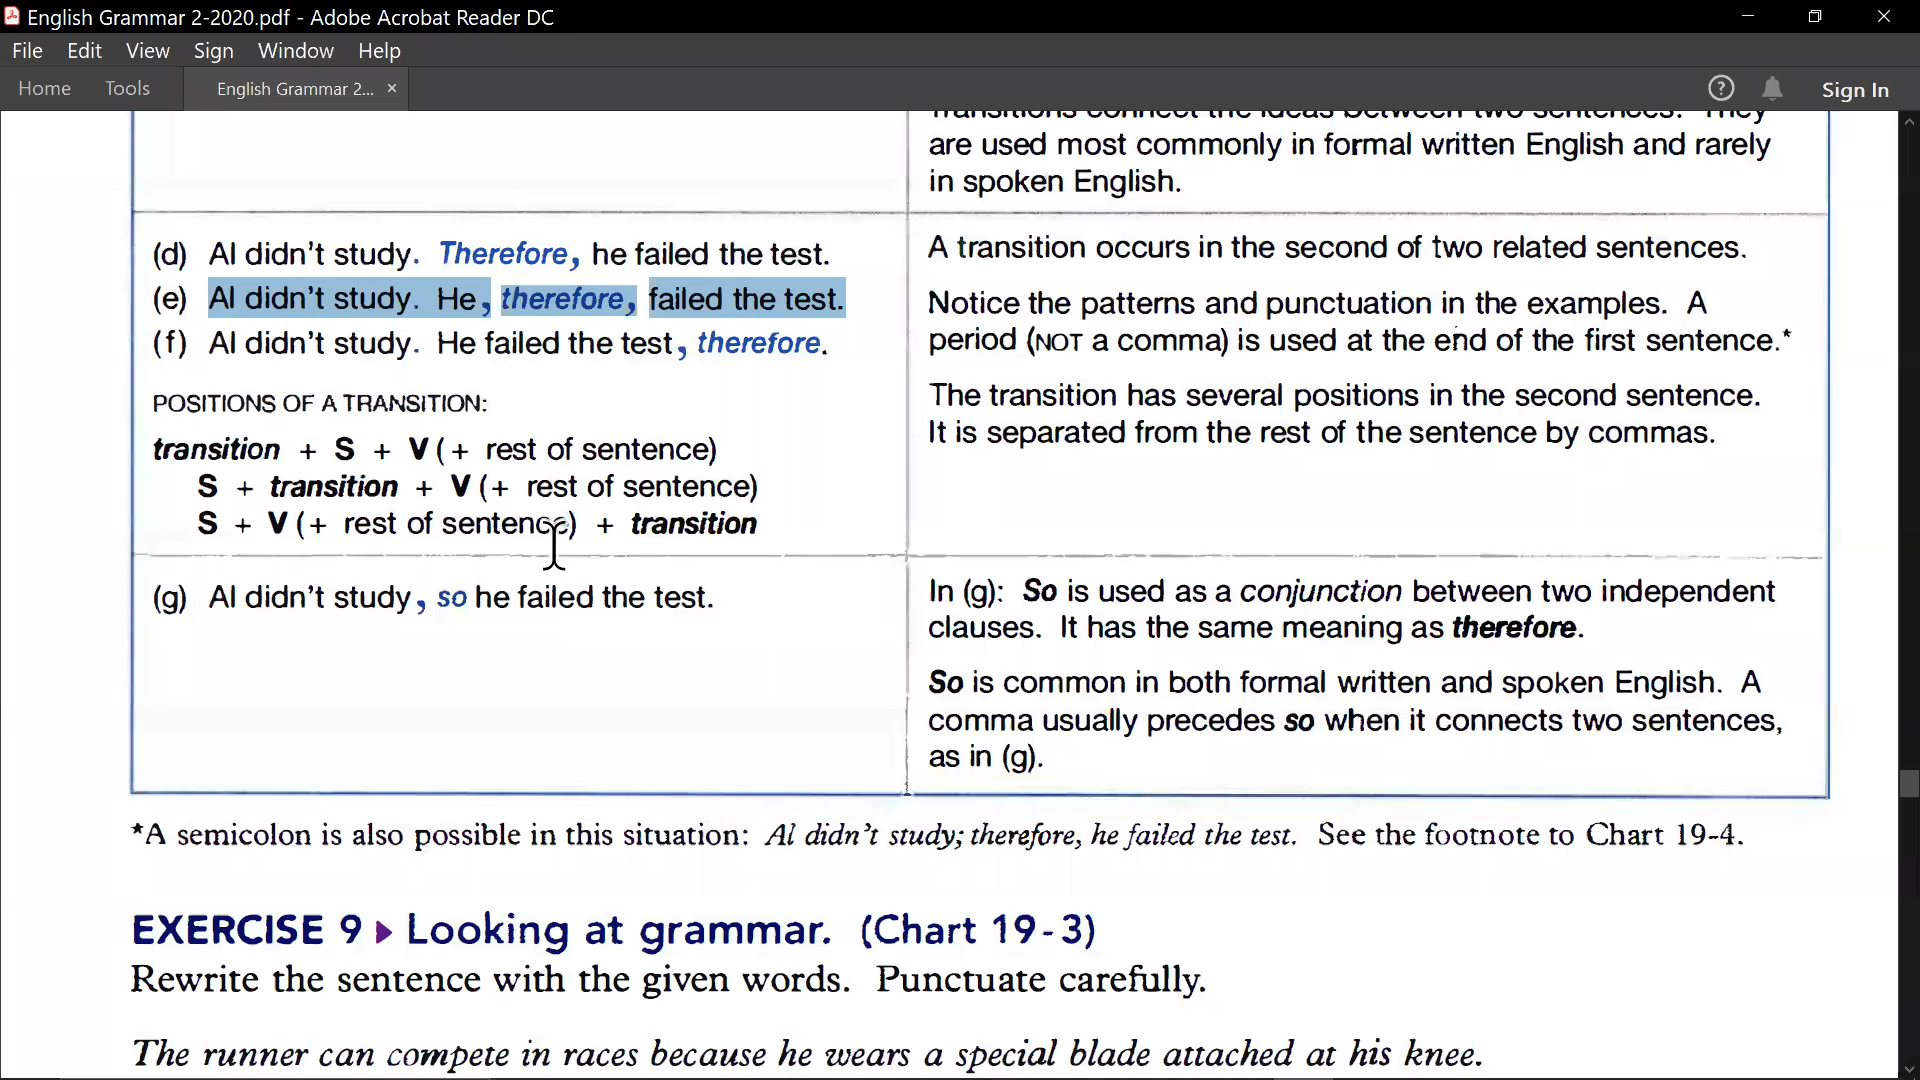 English Grammar 2-2020.pdf - Adobe Acrobat Reader DC
File Edit View Sign Window Help
Home Tools English Grammar 2... × Sign In
Transitions connect the ideas between two sentences. They
are used most commonly in formal written English and rarely
in spoken English.
(d) Al didn't study. Therefore, he failed the test.
(e) Al didn't study. He, therefore, failed the test.
(f) Al didn't study. He failed the test, therefore.
POSITIONS OF A TRANSITION:
transition + S + V (+ rest of sentence)
S + transition + V (+ rest of sentence)
S + V (+ rest of sentence) + transition
A transition occurs in the second of two related sentences.
Notice the patterns and punctuation in the examples. A
period (NOT a comma) is used at the end of the first sentence.*
The transition has several positions in the second sentence.
It is separated from the rest of the sentence by commas.
(g) Al didn't study, so he failed the test.
In (g): So is used as a conjunction between two independent
clauses. It has the same meaning as therefore.
So is common in both formal written and spoken English. A
comma usually precedes so when it connects two sentences,
as in (g).
*A semicolon is also possible in this situation: Al didn't study; therefore, he failed the test. See the footnote to Chart 19-4.
EXERCISE 9 ▶ Looking at grammar. (Chart 19-3)
Rewrite the sentence with the given words. Punctuate carefully.
The runner can compete in races because he wears a special blade attached at his knee.